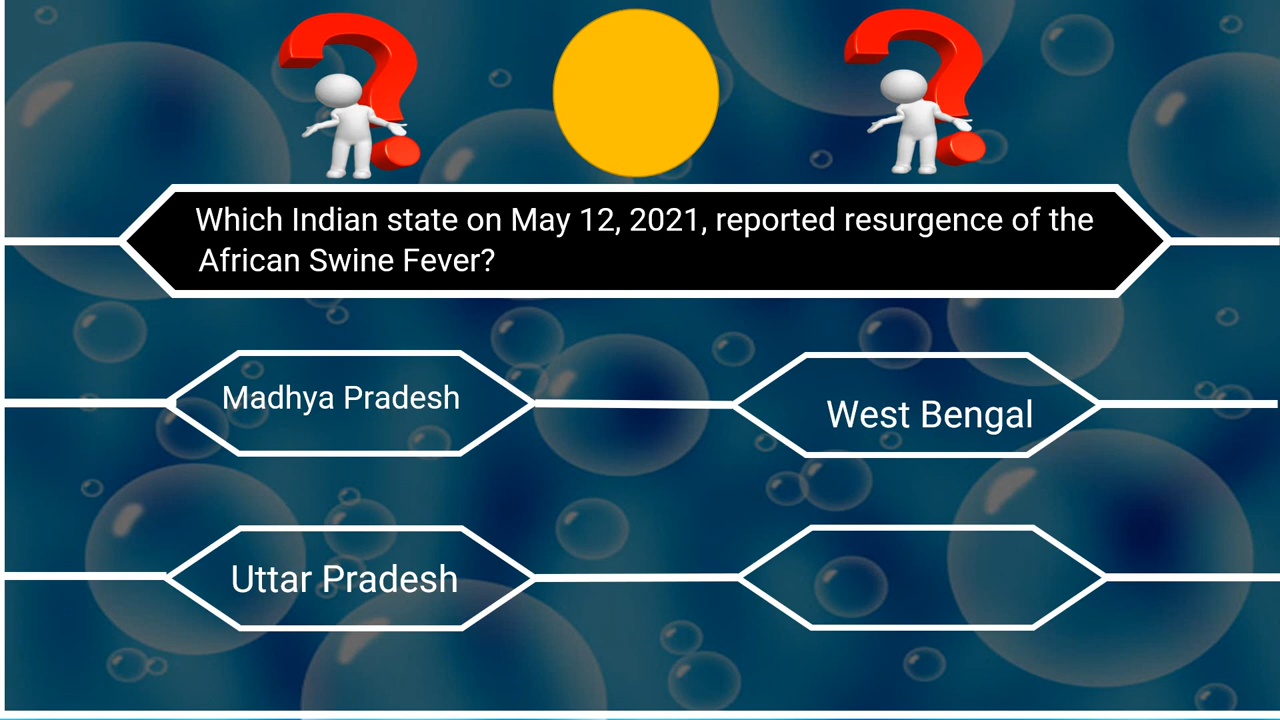 Which Indian state on May 12, 2021, reported resurgence of the
African Swine Fever?
Madhya Pradesh
West Bengal
Uttar Pradesh